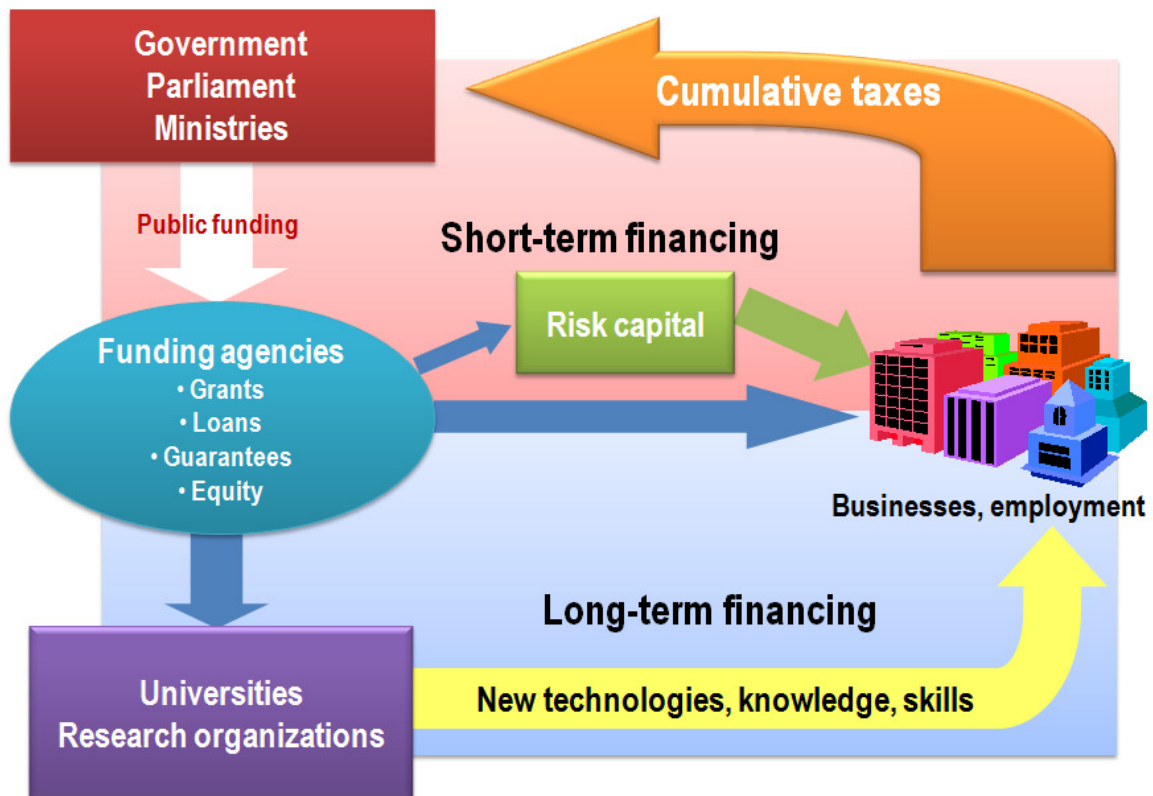 Government
Parliament
Ministries
Cumulative taxes
Public funding
Short-term financing
Risk capital
Funding agencies
• Grants
• Loans
• Guarantees
• Equity
Businesses, employment
Long-term financing
Universities
Research organizations
New technologies, knowledge, skills